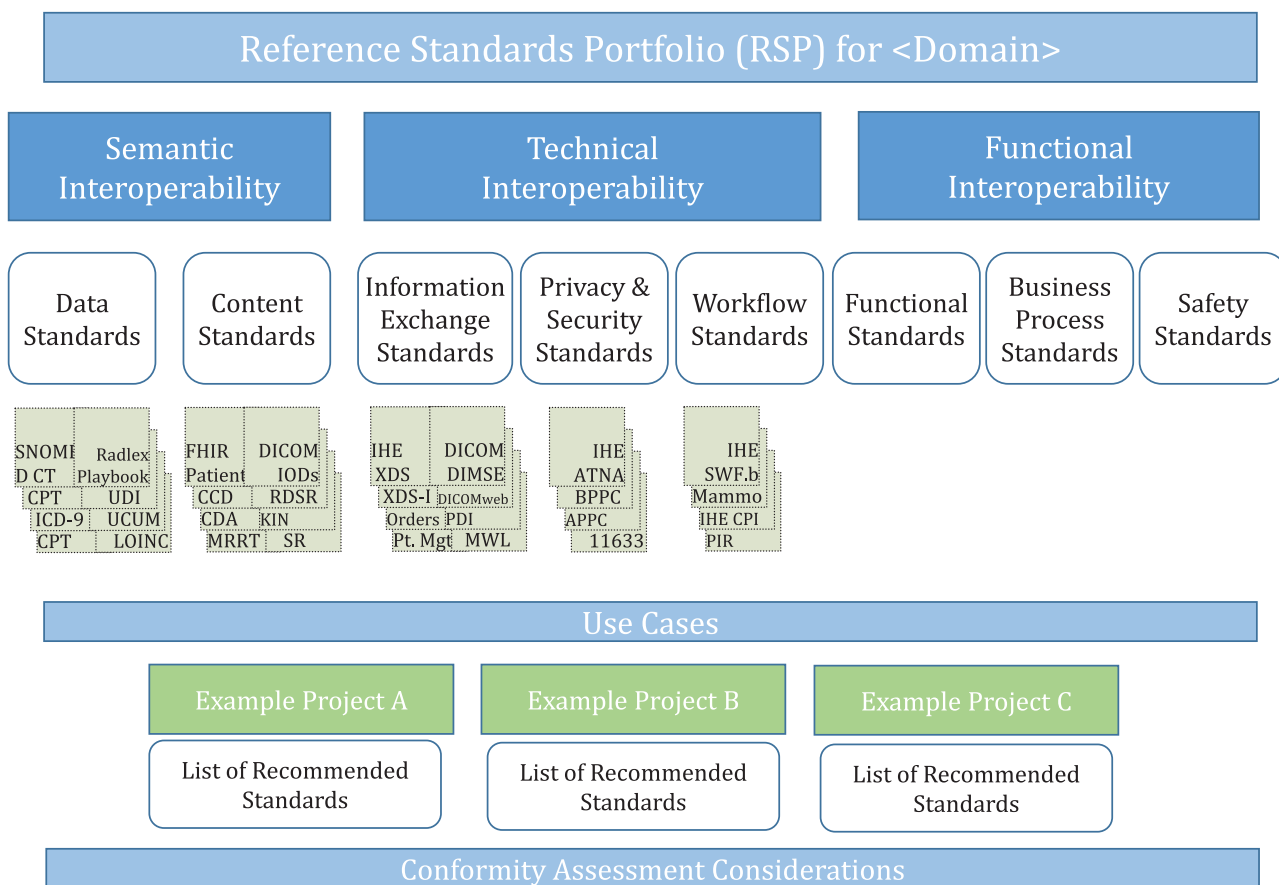 Reference Standards Portfolio (RSP) for <Domain>
Semantic
Interoperability
Technical
Interoperability
Functional
Interoperability
Data
Standards
Content
Standards
Information
Exchange
Standards
Privacy &
Security
Standards
Workflow
Standards
Functional
Standards
Business
Process
Standards
Safety
Standards
SNOME
D CT
Radlex
Playbook
CPT
UDI
ICD-9
UCUM
CPT
LOINC
FHIR
Patient
DICOM
IODs
CCD
RDSR
CDA
KIN
MRRT
SR
IHE
XDS
DICOM
DIMSE
XDS-I
DICOMweb
Orders
PDI
Pt. Mgt
MWL
IHE
ATNA
BPPC
APPC
11633
IHE
SWF.b
Mammo
IHE CPI
PIR
Use Cases
Example Project A
Example Project B
Example Project C
List of Recommended
Standards
List of Recommended
Standards
List of Recommended
Standards
Conformity Assessment Considerations